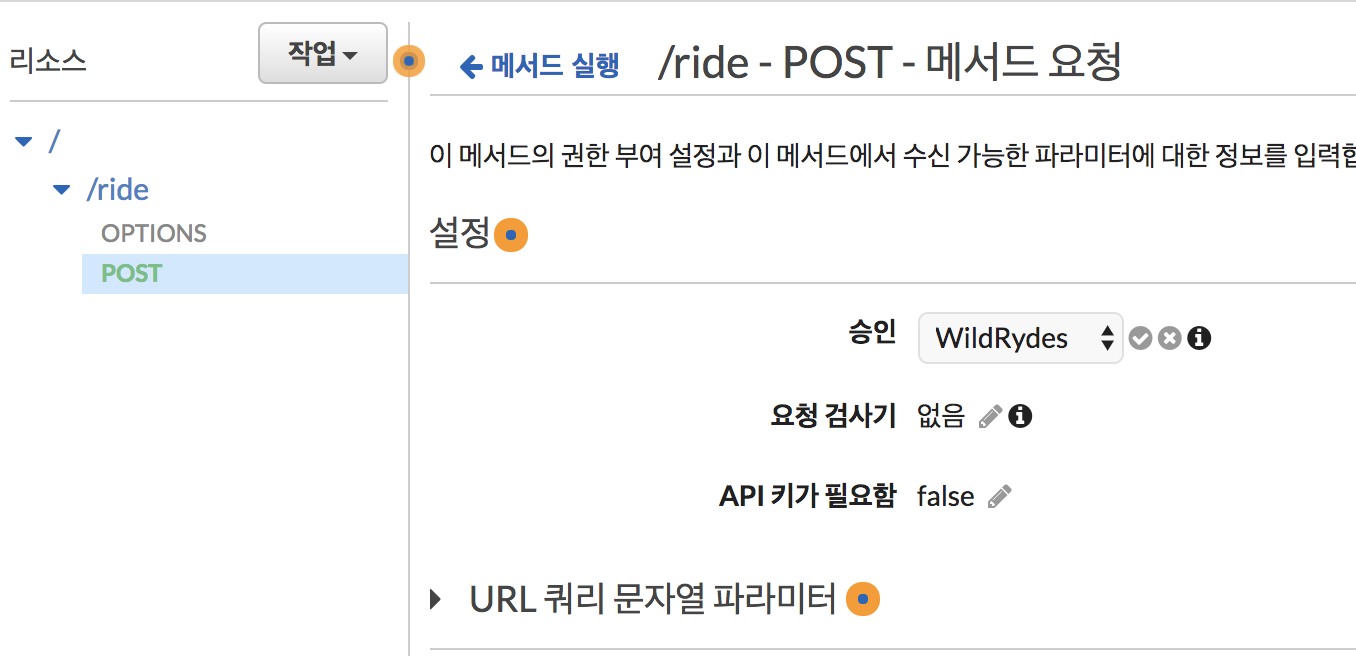 리소스
작업
메서드 실행
/ride - POST - 메서드 요청
/
/ride
OPTIONS
POST
이 메서드의 권한 부여 설정과 이 메서드에서 수신 가능한 파라미터에 대한 정보를 입력합
설정
승인 WildRydes
요청 검사기 없음
API 키가 필요함 false
URL 쿼리 문자열 파라미터